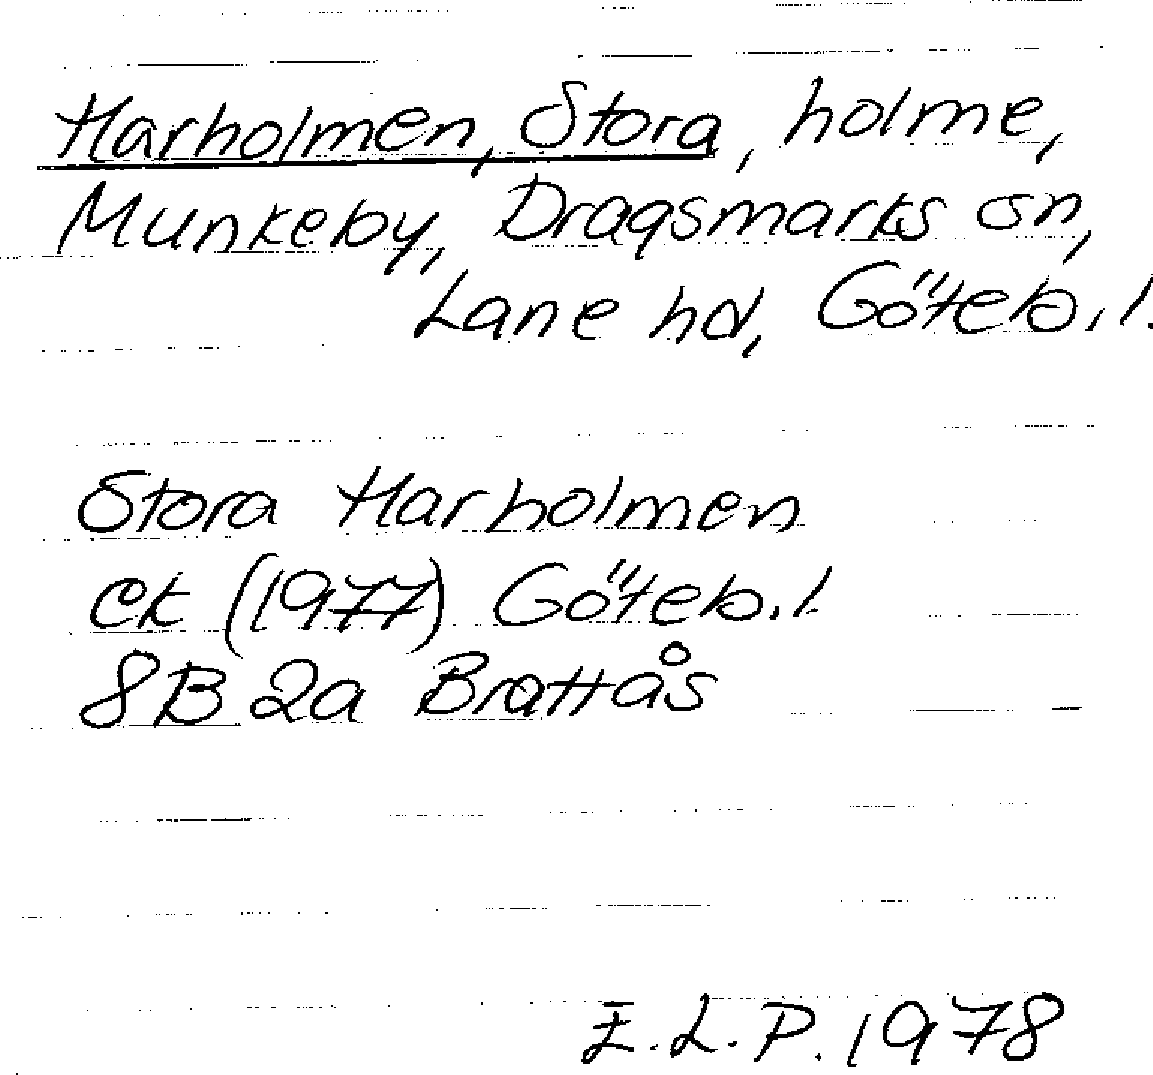 Harholmen, Stora, holme,
Munkeby, Dragsmarks sn,
Lane hd, Göteb.l.
Stora Harholmen
ek (1977) Göteb.l.
8B 2a Brattås
E.L.P. 1978